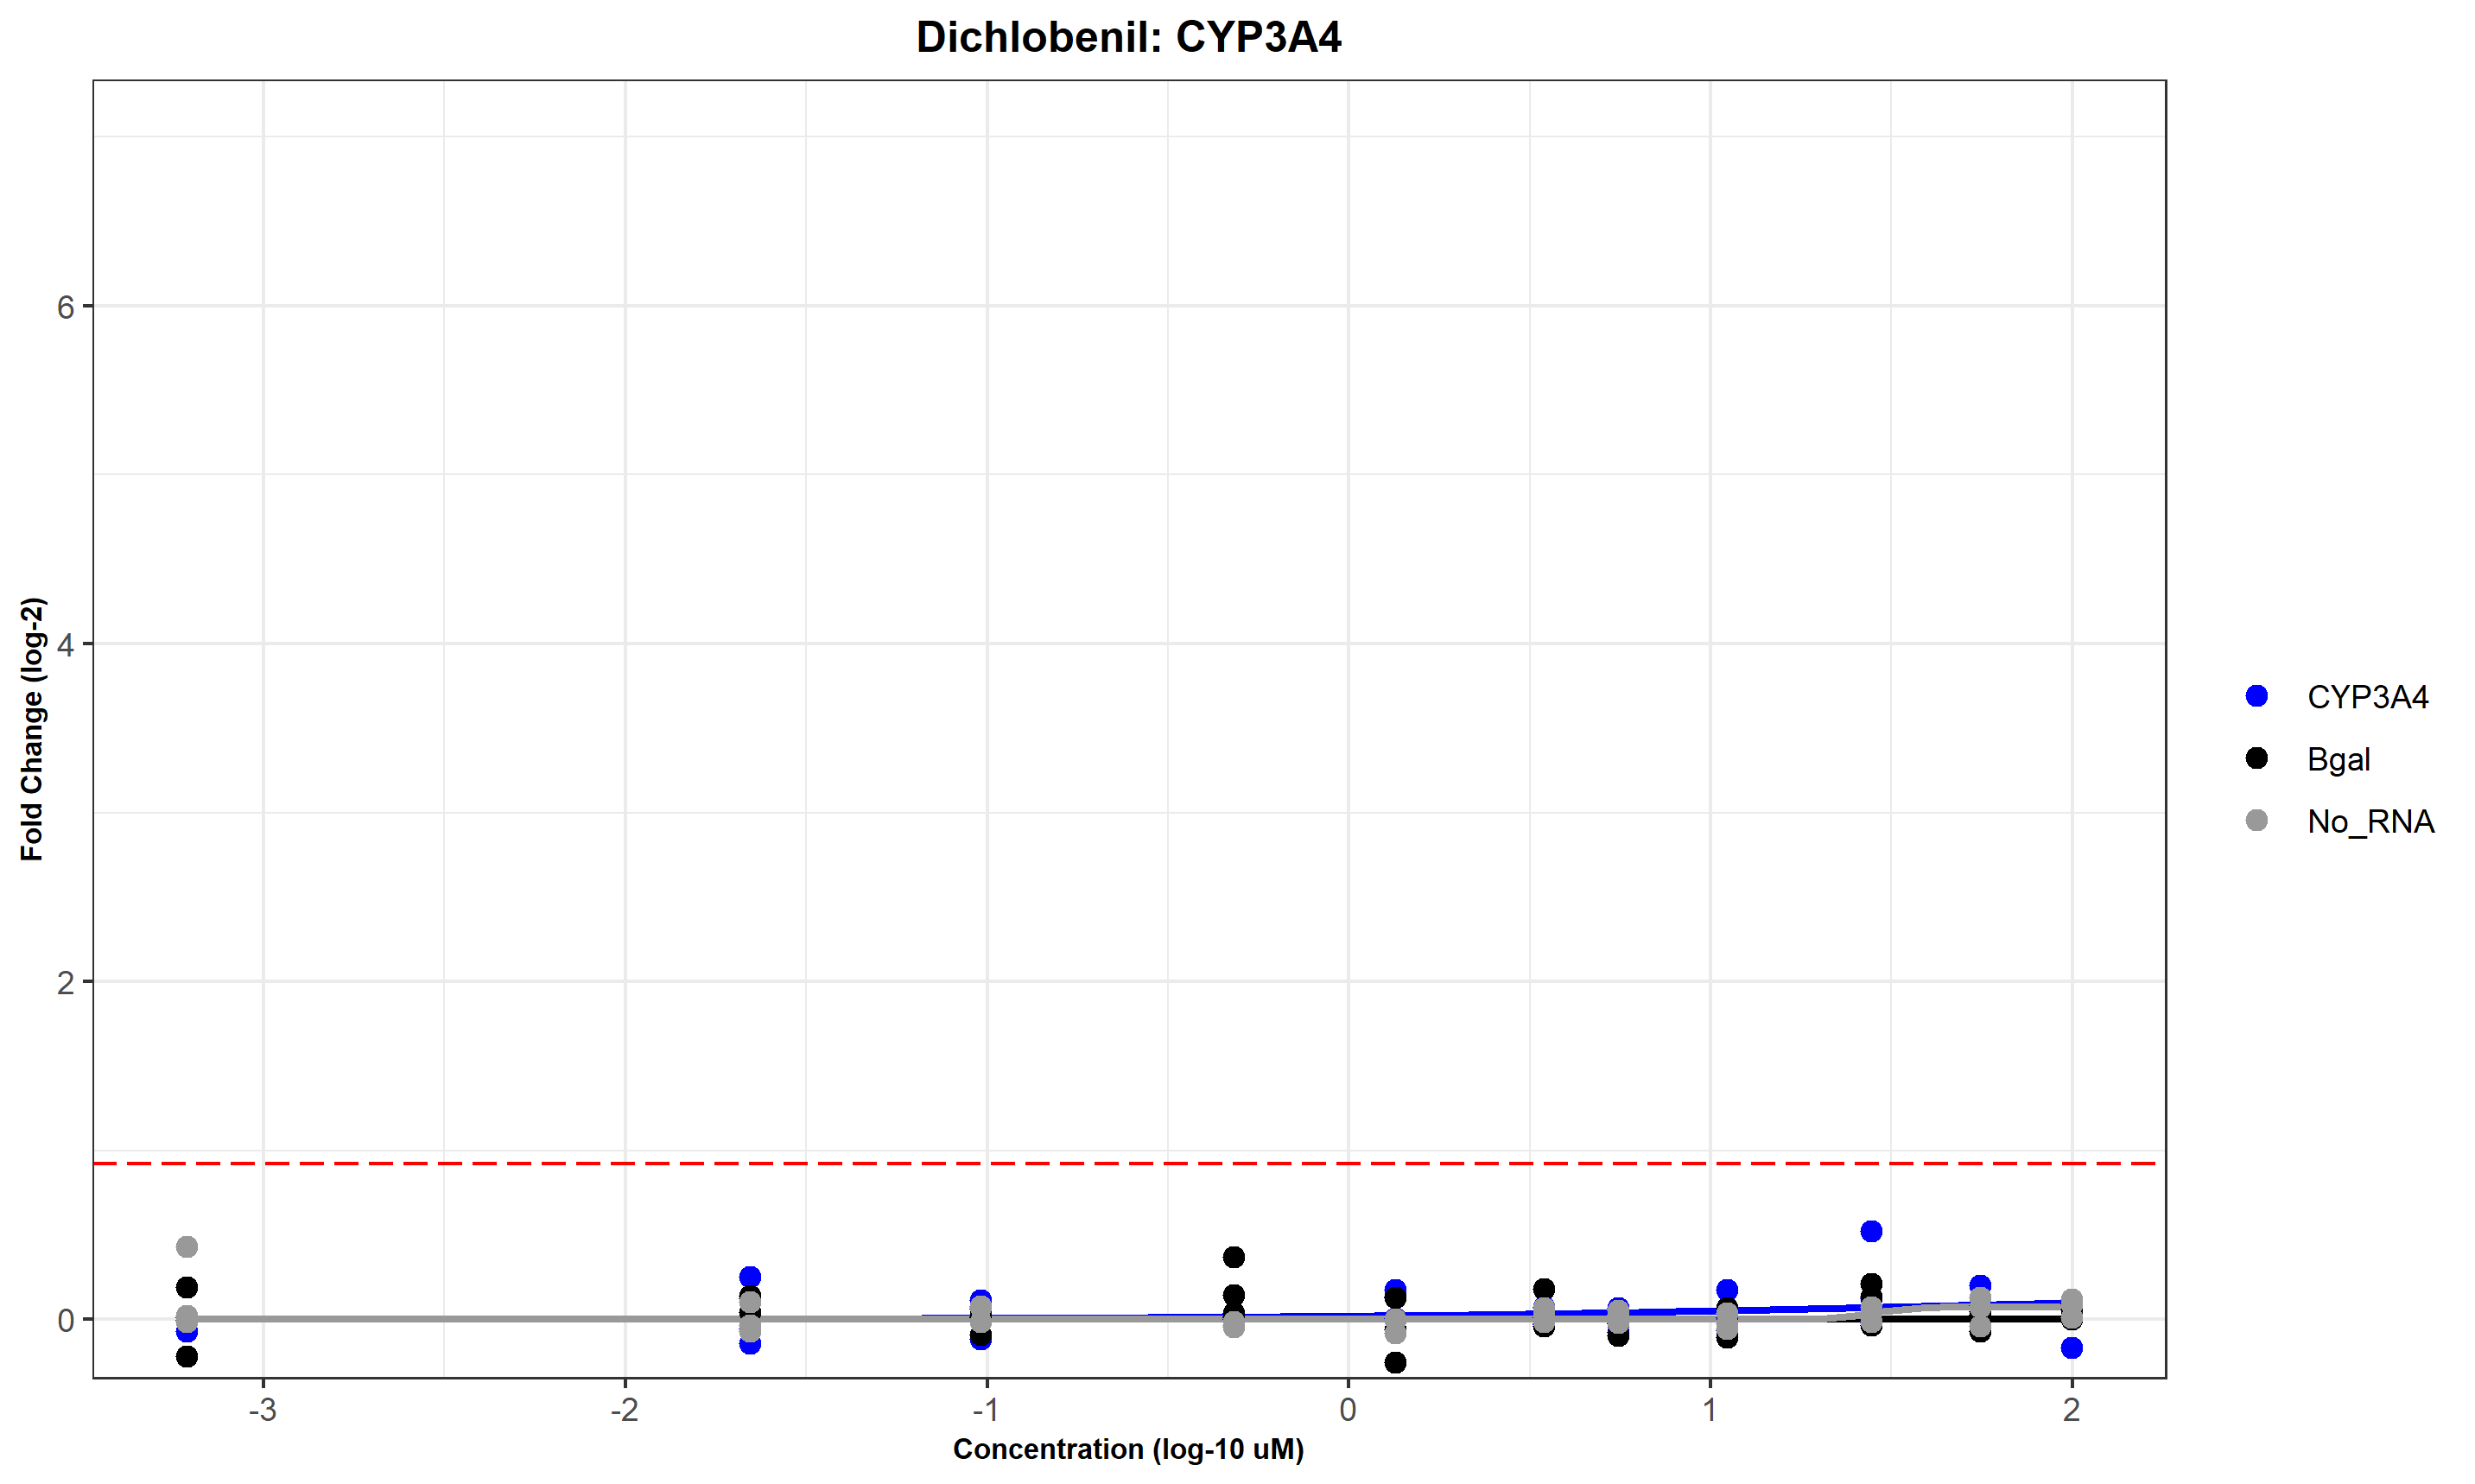 Dichlobenil: CYP3A4
Fold Change (log-2)
6
4
2
0
-3
-2
-1
0
1
2
Concentration (log-10 uM)
CYP3A4
Bgal
No_RNA